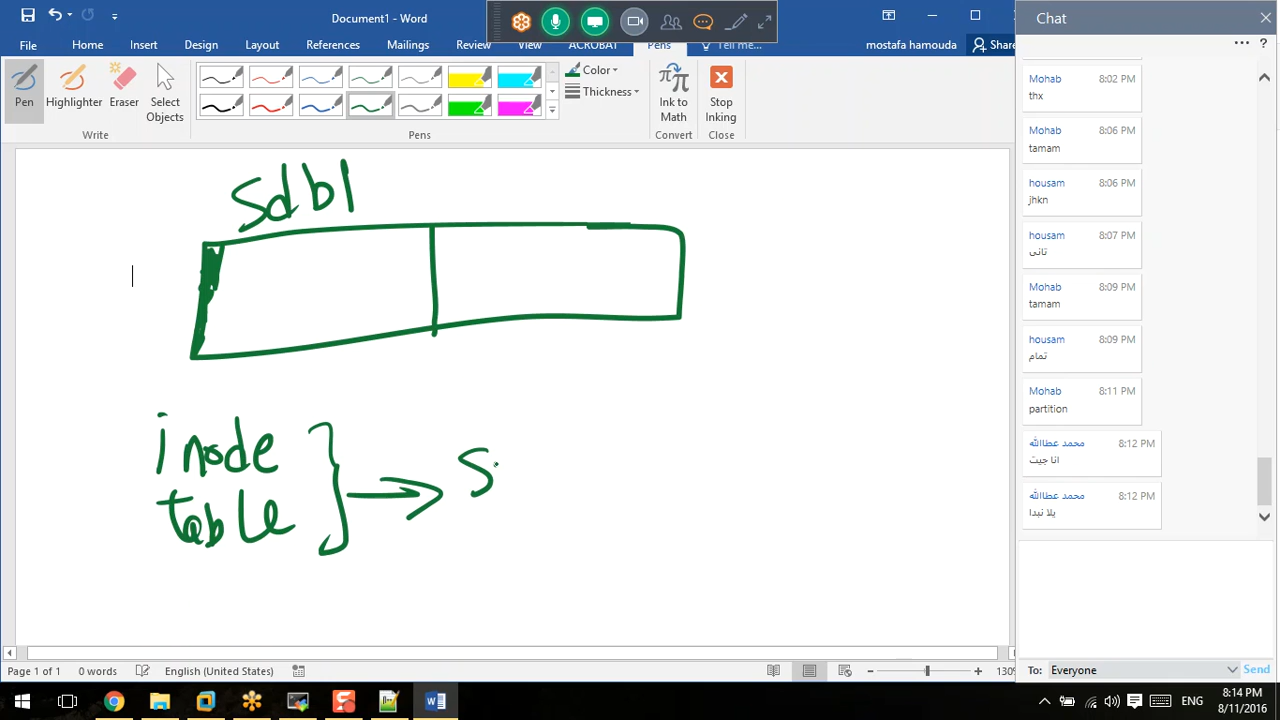 Document1 - Word
File
Home
Insert
Design
Layout
References
Mailings
Review
View
ACROBAT
Pens
Tell me...
mostafa hamouda
Share
Pen
Highlighter
Eraser
Select Objects
Color
Thickness
Ink to Math
Stop Inking
Write
Pens
Convert
Close
sdb1
inode
table
S
Chat
Mohab 8:02 PM
thx
Mohab 8:06 PM
tamam
housam 8:06 PM
jhkn
housam 8:07 PM
تانى
Mohab 8:09 PM
tamam
housam 8:09 PM
تمام
Mohab 8:11 PM
partition
محمد عطاالله 8:12 PM
انا جيت
محمد عطاالله 8:12 PM
يلا نبدا
To: Everyone Send
Page 1 of 1 0 words English (United States) 130%
ENG
8:14 PM
8/11/2016